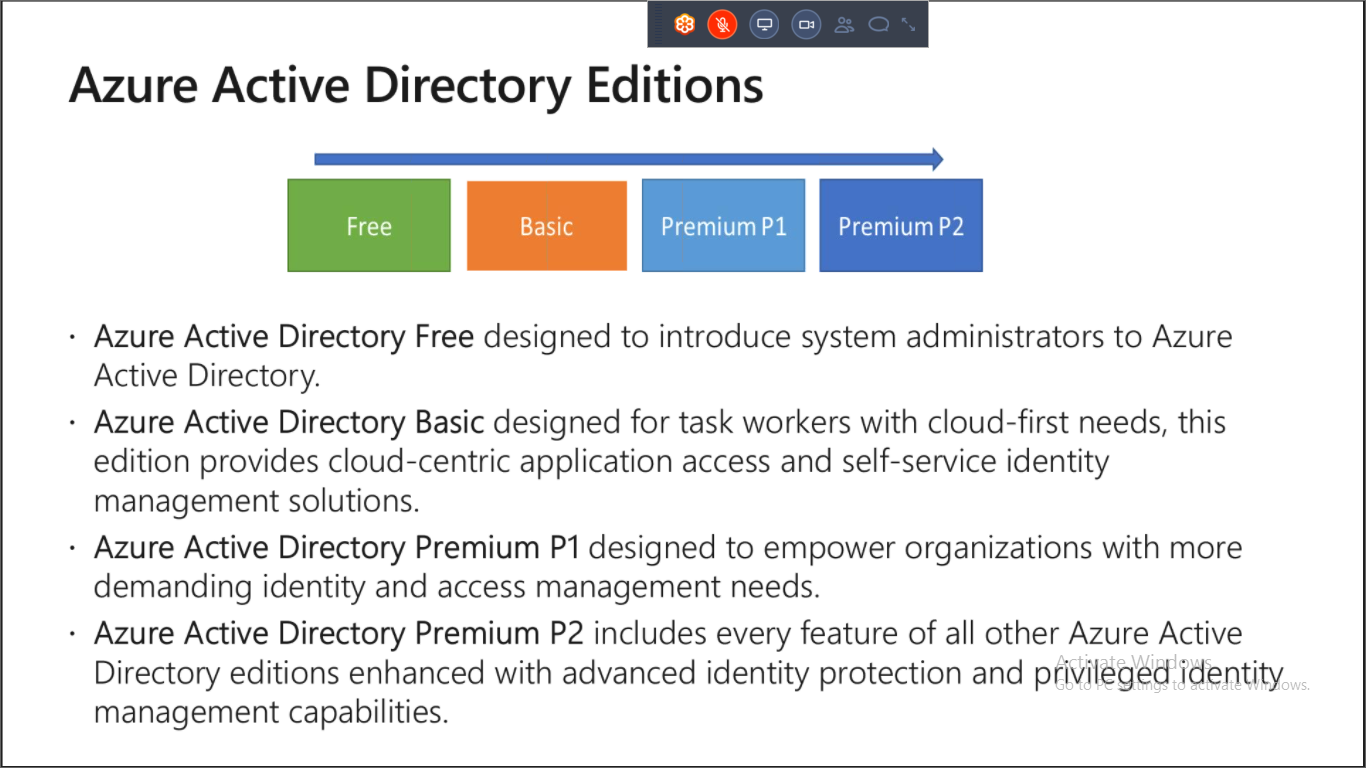 Azure Active Directory Editions
Free
Basic
Premium P1
Premium P2
· Azure Active Directory Free designed to introduce system administrators to Azure
Active Directory.
· Azure Active Directory Basic designed for task workers with cloud-first needs, this
edition provides cloud-centric application access and self-service identity
management solutions.
· Azure Active Directory Premium P1 designed to empower organizations with more
demanding identity and access management needs.
· Azure Active Directory Premium P2 includes every feature of all other Azure Active
Directory editions enhanced with advanced identity protection and privileged identity
management capabilities.
Activate Windows
Go to PC settings to activate Windows.